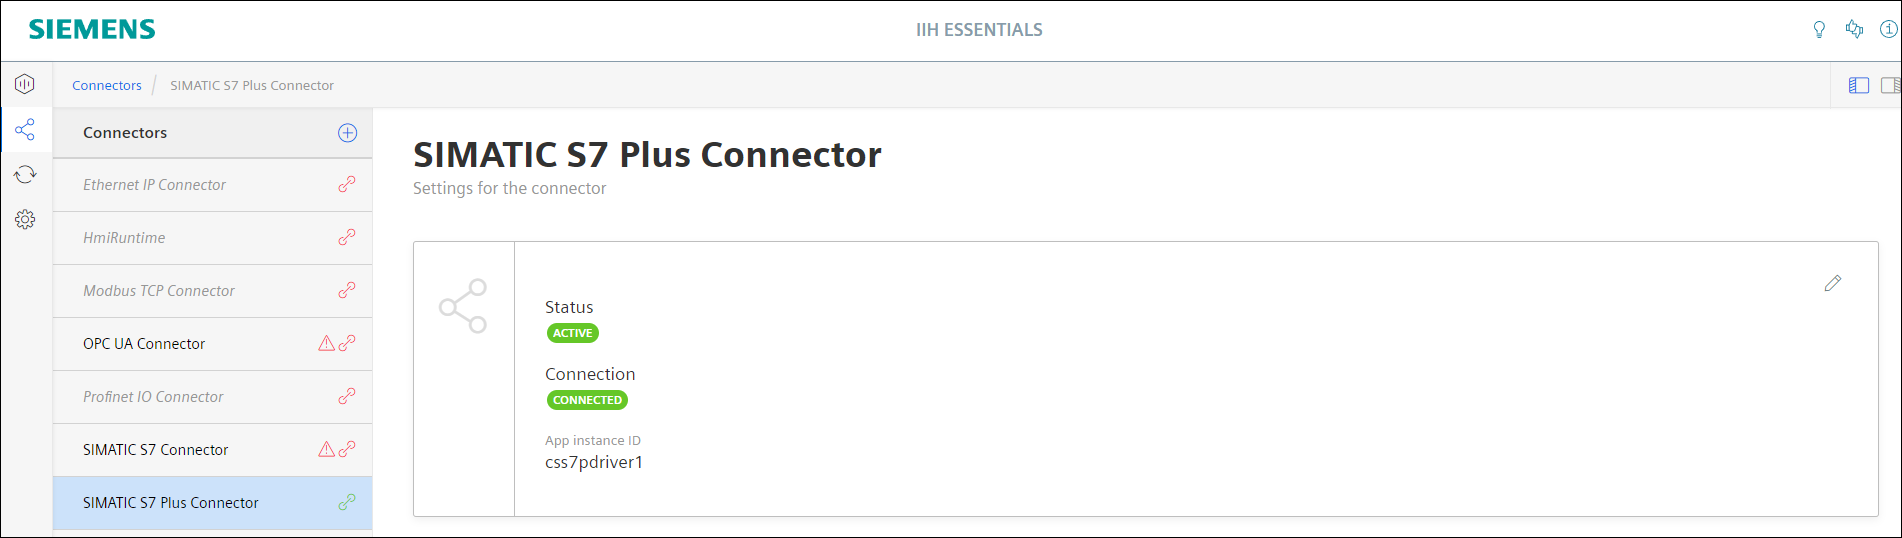 SIEMENS
IIH ESSENTIALS
Connectors / SIMATIC S7 Plus Connector
Connectors
Ethernet IP Connector
HmiRuntime
Modbus TCP Connector
OPC UA Connector
Profinet IO Connector
SIMATIC S7 Connector
SIMATIC S7 Plus Connector
SIMATIC S7 Plus Connector
Settings for the connector
Status
ACTIVE
Connection
CONNECTED
App instance ID
css7pdriver1